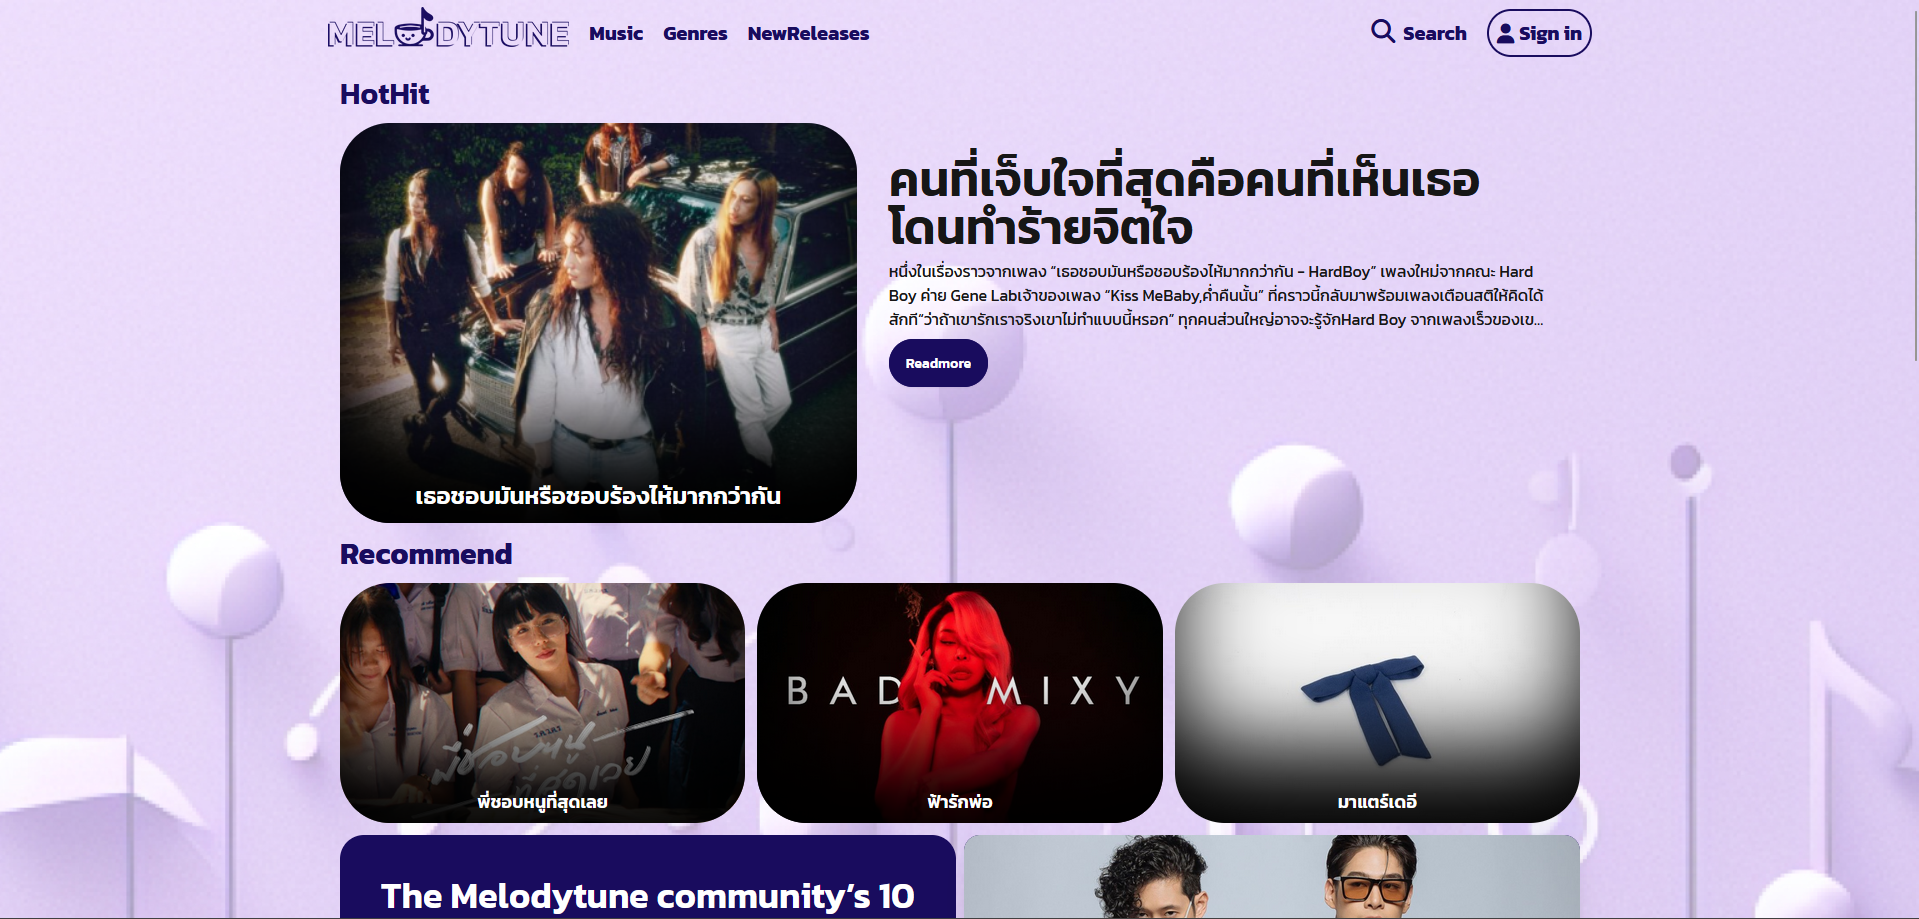 MELODYTUNE
Music
Genres
NewReleases
Search
Sign in
HotHit
เธอชอบมันหรือชอบร้องไห้มากกว่ากัน
คนที่เจ็บใจที่สุดคือคนที่เห็นเธอ
โดนทำร้ายจิตใจ
หนึ่งในเรื่องราวจากเพลง “เธอชอบมันหรือชอบร้องไห้มากกว่ากัน - HardBoy” เพลงใหม่จากคณะ Hard
Boy ค่าย Gene Labเจ้าของเพลง “Kiss MeBaby,ค่ำคืนนั้น” ที่คราวนี้กลับมาพร้อมเพลงเตือนสติให้คิดได้
สักที“ว่าถ้าเขารักเราจริงเขาไม่ทำแบบนี้หรอก” ทุกคนส่วนใหญ่อาจจะรู้จักHard Boy จากเพลงเร็วของเข...
Readmore
Recommend
พี่ชอบหนู
ที่สุดเลย
พี่ชอบหนูที่สุดเลย
BAD MIXY
ฟ้ารักพ่อ
มาแตร์เดอี
The Melodytune community’s 10